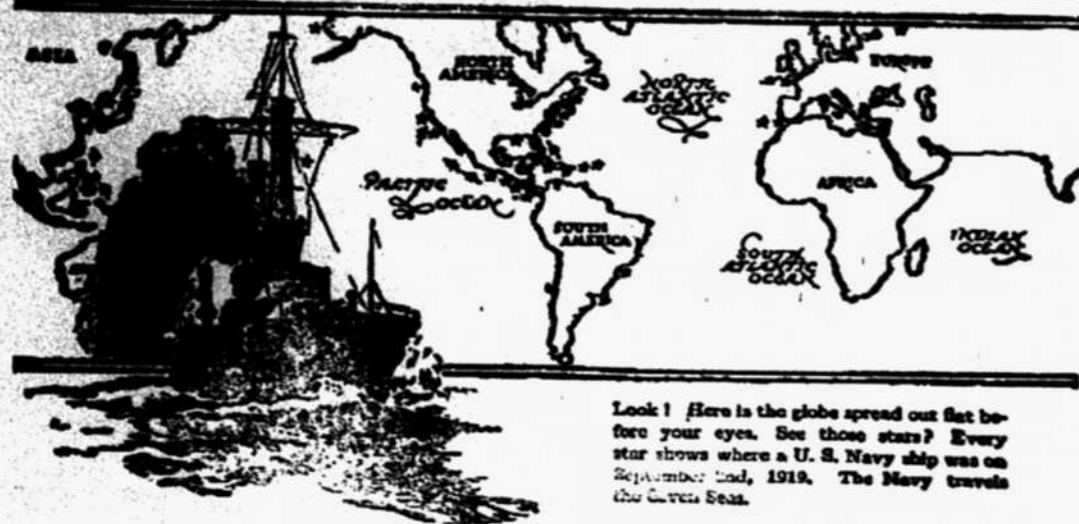 ASIA
NORTH
AMERICA
NORTH
ATLANTIC
OCEAN
EUROPE
PACIFIC
OCEAN
AFRICA
SOUTH
AMERICA
SOUTH
ATLANTIC
OCEAN
INDIAN
OCEAN
Look! Here is the globe spread out flat be-
fore your eyes. See those stars? Every
star shows where a U. S. Navy ship was on
September 2nd, 1919. The Navy travels
the Seven Seas.